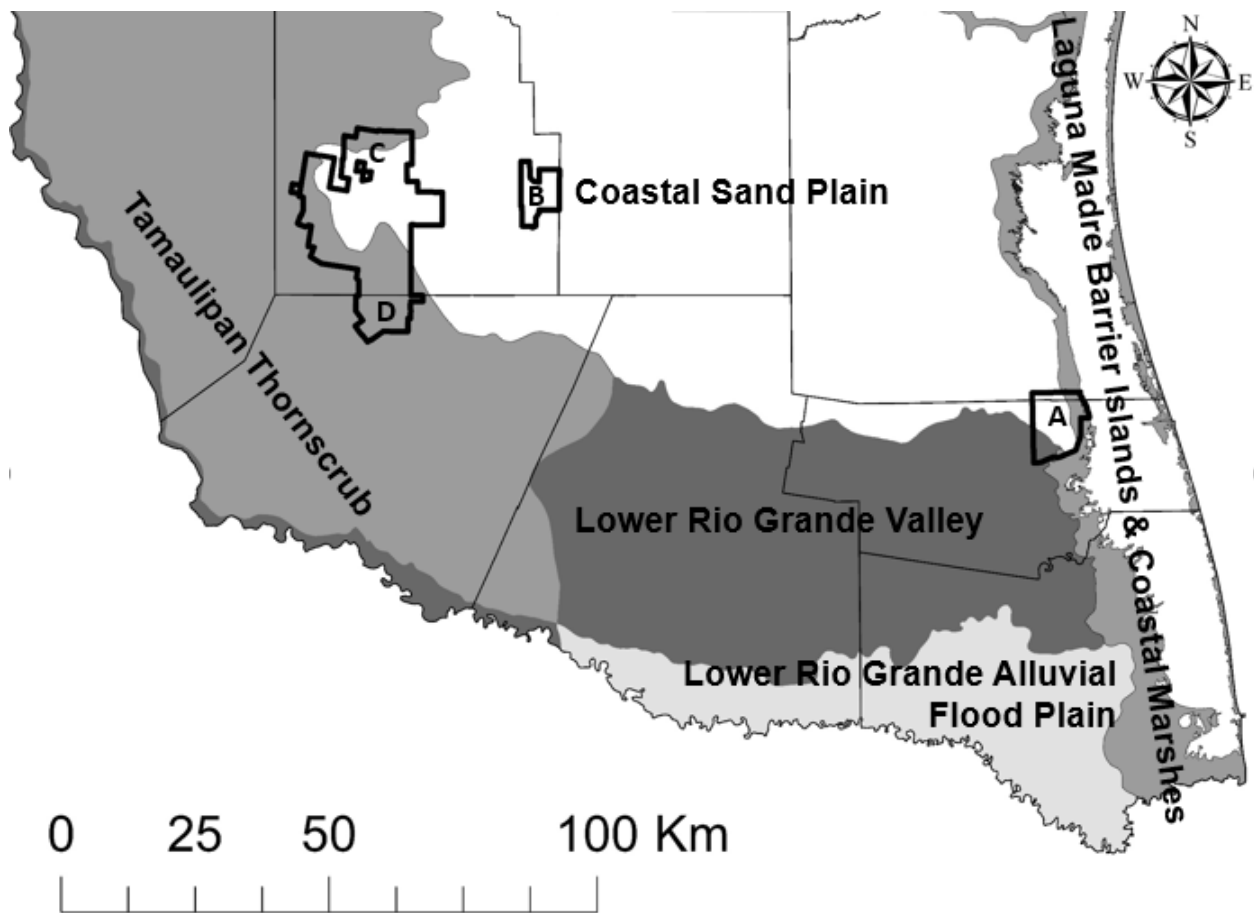 N
W
E
S
Laguna Madre Barrier Islands & Coastal Marshes
C
B
Coastal Sand Plain
Tamaulipan Thornscrub
D
A
Lower Rio Grande Valley
Lower Rio Grande Alluvial
Flood Plain
0 25 50 100 Km